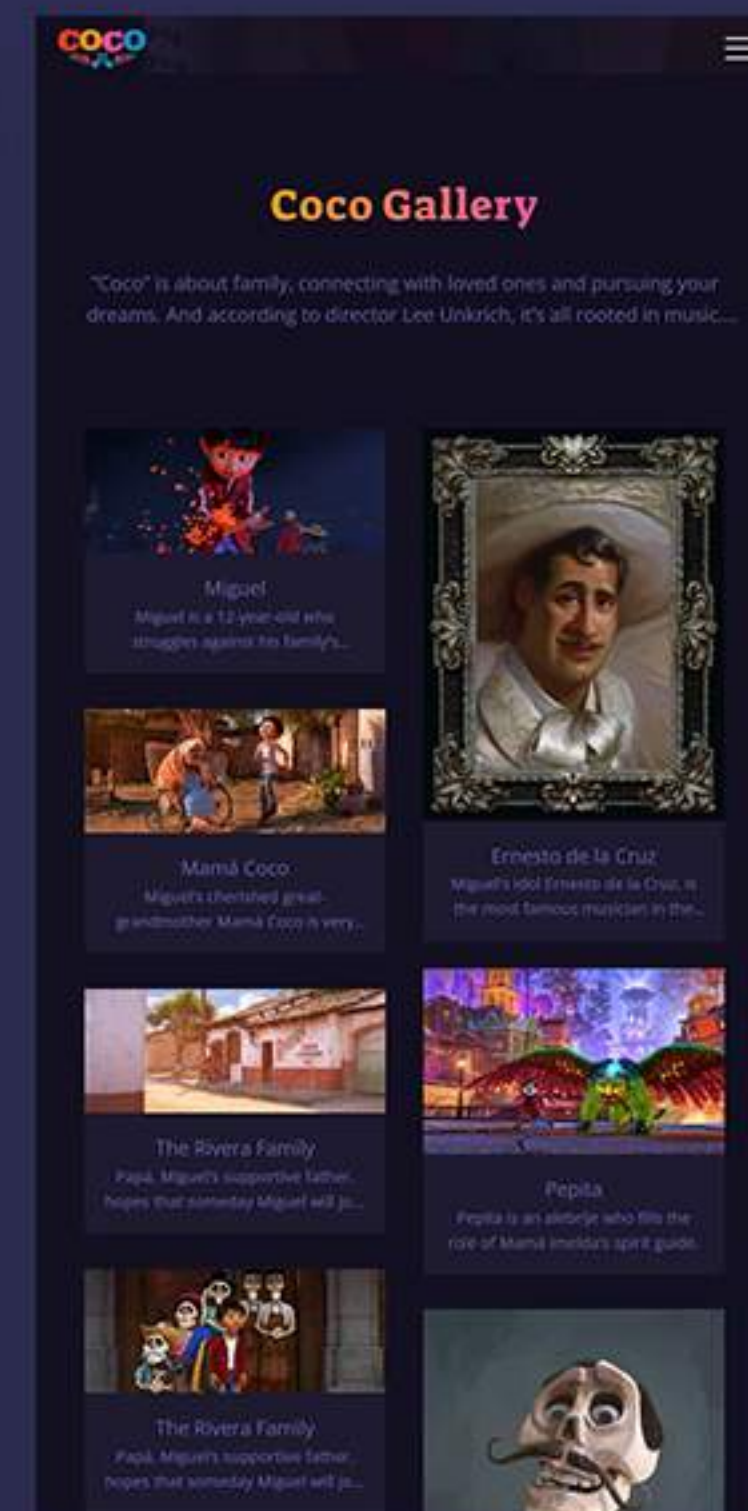 COCO
Coco Gallery
"Coco" is about family, connecting with loved ones and pursuing your
dreams. And according to director Lee Unkrich, it's all rooted in music....
Miguel
Miguel is a 12-year-old who
struggles against his family's...
Mamá Coco
Miguel's cherished great-
grandmother Mamá Coco is very...
The Rivera Family
Papá, Miguel's supportive father,
hopes that someday Miguel will jo...
The Rivera Family
Papá, Miguel's supportive father,
hopes that someday Miguel will jo...
Ernesto de la Cruz
Miguel's idol Ernesto de la Cruz, is
the most famous musician in the...
Pepita
Pepita is an alebrije who fills the
role of Mamá Imelda's spirit guide.